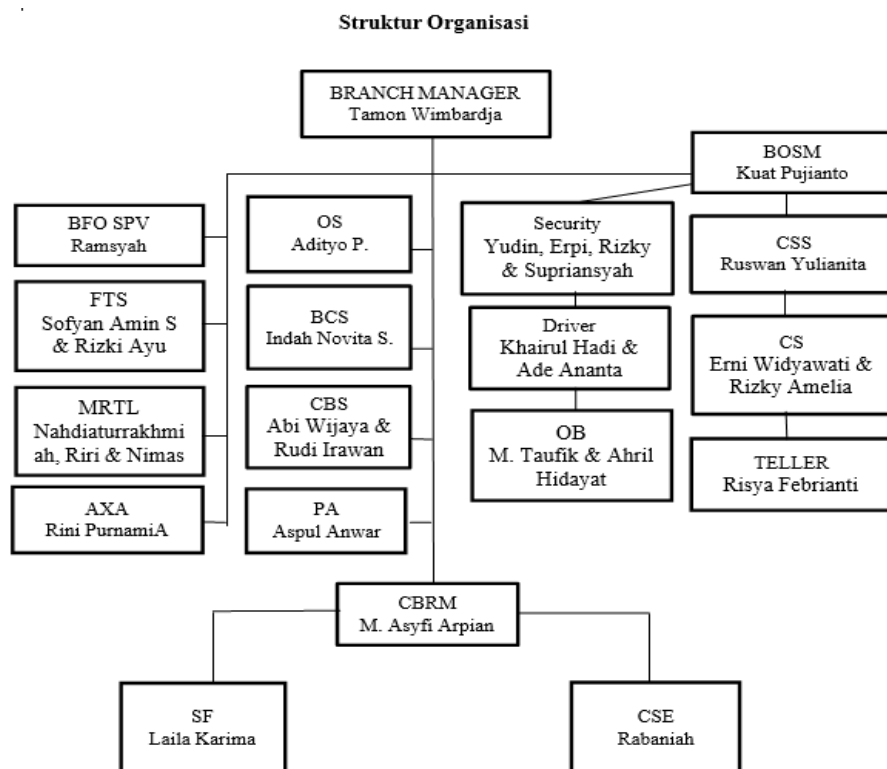 Struktur Organisasi
BRANCH MANAGER
Tamon Wimbardja
BOSM
Kuat Pujianto
BFO SPV
Ramsyah
OS
Adityo P.
Security
Yudin, Erpi, Rizky
& Supriansyah
CSS
Ruswan Yulianita
FTS
Sofyan Amin S
& Rizki Ayu
BCS
Indah Novita S.
Driver
Khairul Hadi &
Ade Ananta
CS
Erni Widyawati &
Rizky Amelia
MRTL
Nahdiaturrakhmi
ah, Riri & Nimas
CBS
Abi Wijaya &
Rudi Irawan
OB
M. Taufik & Ahril
Hidayat
TELLER
Risya Febrianti
AXA
Rini PurnamiA
PA
Aspul Anwar
CBRM
M. Asyfi Arpian
SF
Laila Karima
CSE
Rabaniah